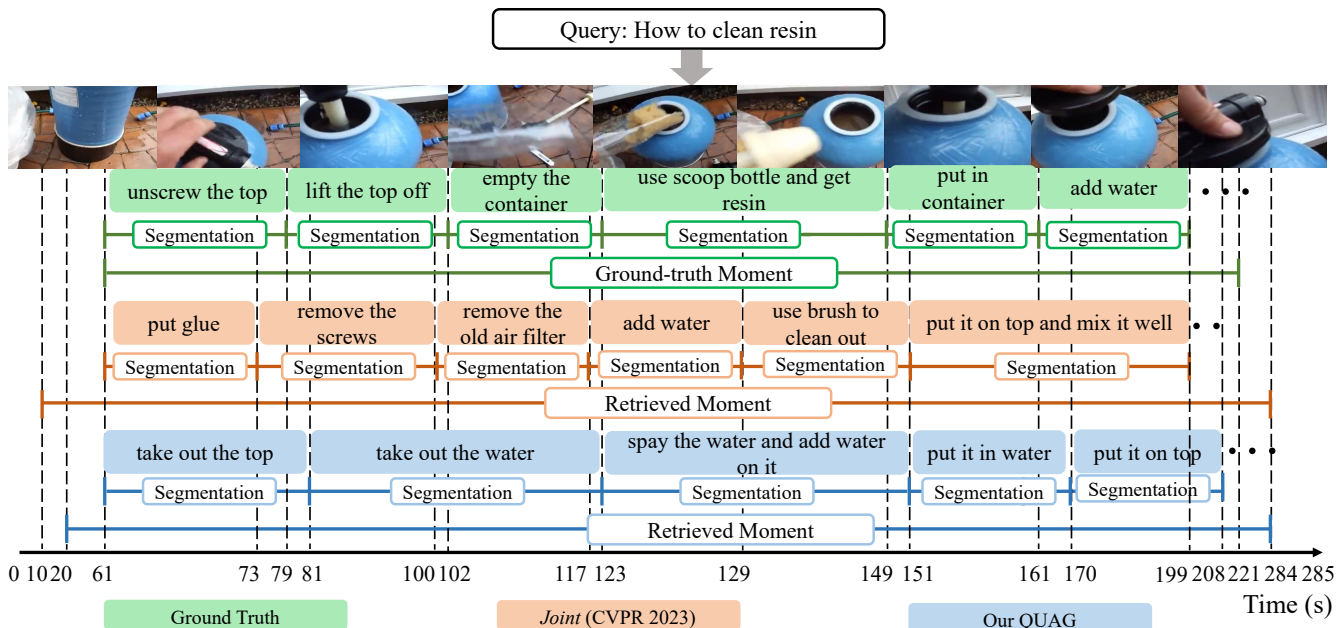 Query: How to clean resin
unscrew the top
lift the top off
empty the
container
use scoop bottle and get
resin
put in
container
add water
• • • •
Segmentation
Segmentation
Segmentation
Segmentation
Segmentation
Segmentation
Ground-truth Moment
put glue
remove the
screws
remove the
old air filter
add water
use brush to
clean out
put it on top and mix it well
• •
Segmentation
Segmentation
Segmentation
Segmentation
Segmentation
Segmentation
Retrieved Moment
take out the top
take out the water
spay the water and add water
on it
put it in water
put it on top
• • • •
Segmentation
Segmentation
Segmentation
Segmentation
Segmentation
Retrieved Moment
0 10 20 61 73 79 81 100 102 117 123 129 149 151 161 170 199 208 221 284 285
Time (s)
Ground Truth
Joint (CVPR 2023)
Our QUAG